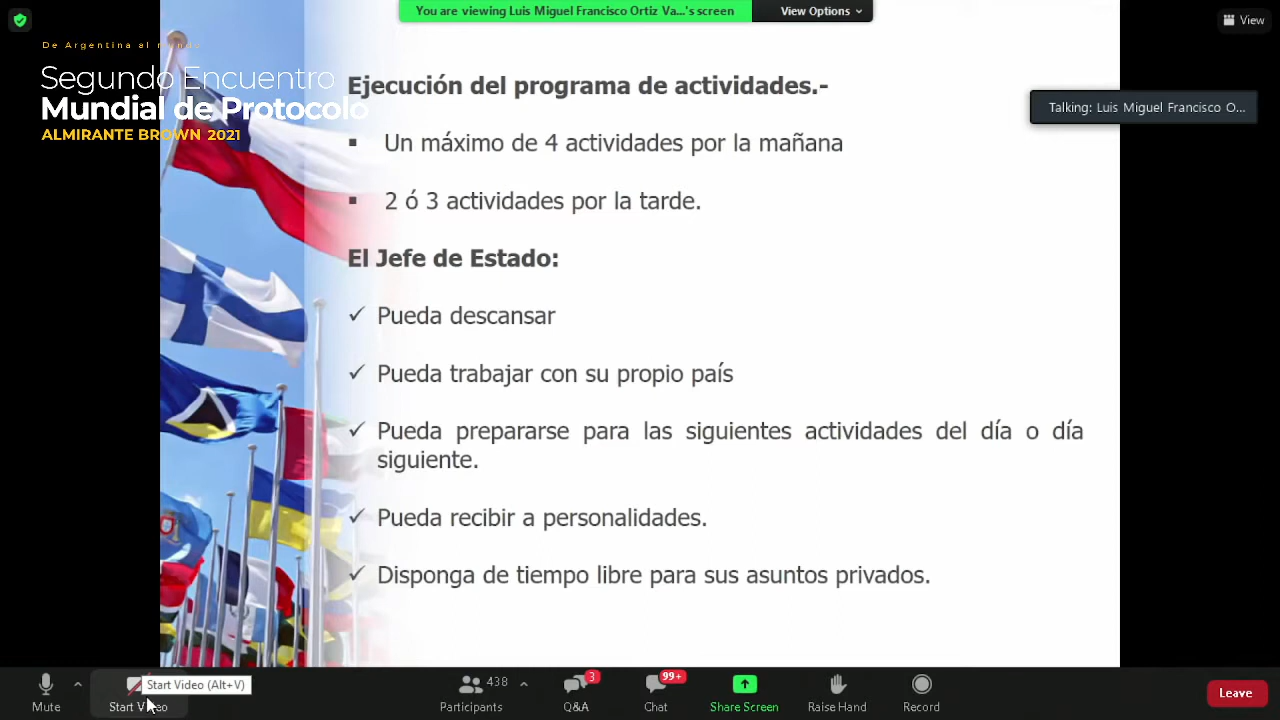 You are viewing Luis Miguel Francisco Ortiz Va...'s screen
View Options
View
De Argentina al mundo
Segundo Encuentro
Mundial de Protocolo
ALMIRANTE BROWN 2021
Talking: Luis Miguel Francisco O...
Ejecución del programa de actividades.-
▪ Un máximo de 4 actividades por la mañana
▪ 2 ó 3 actividades por la tarde.
El Jefe de Estado:
✓ Pueda descansar
✓ Pueda trabajar con su propio país
✓ Pueda prepararse para las siguientes actividades del día o día
siguiente.
✓ Pueda recibir a personalidades.
✓ Disponga de tiempo libre para sus asuntos privados.
Start Video (Alt+V)
438
3
99+
Mute
Start Video
Participants
Q&A
Chat
Share Screen
Raise Hand
Record
Leave